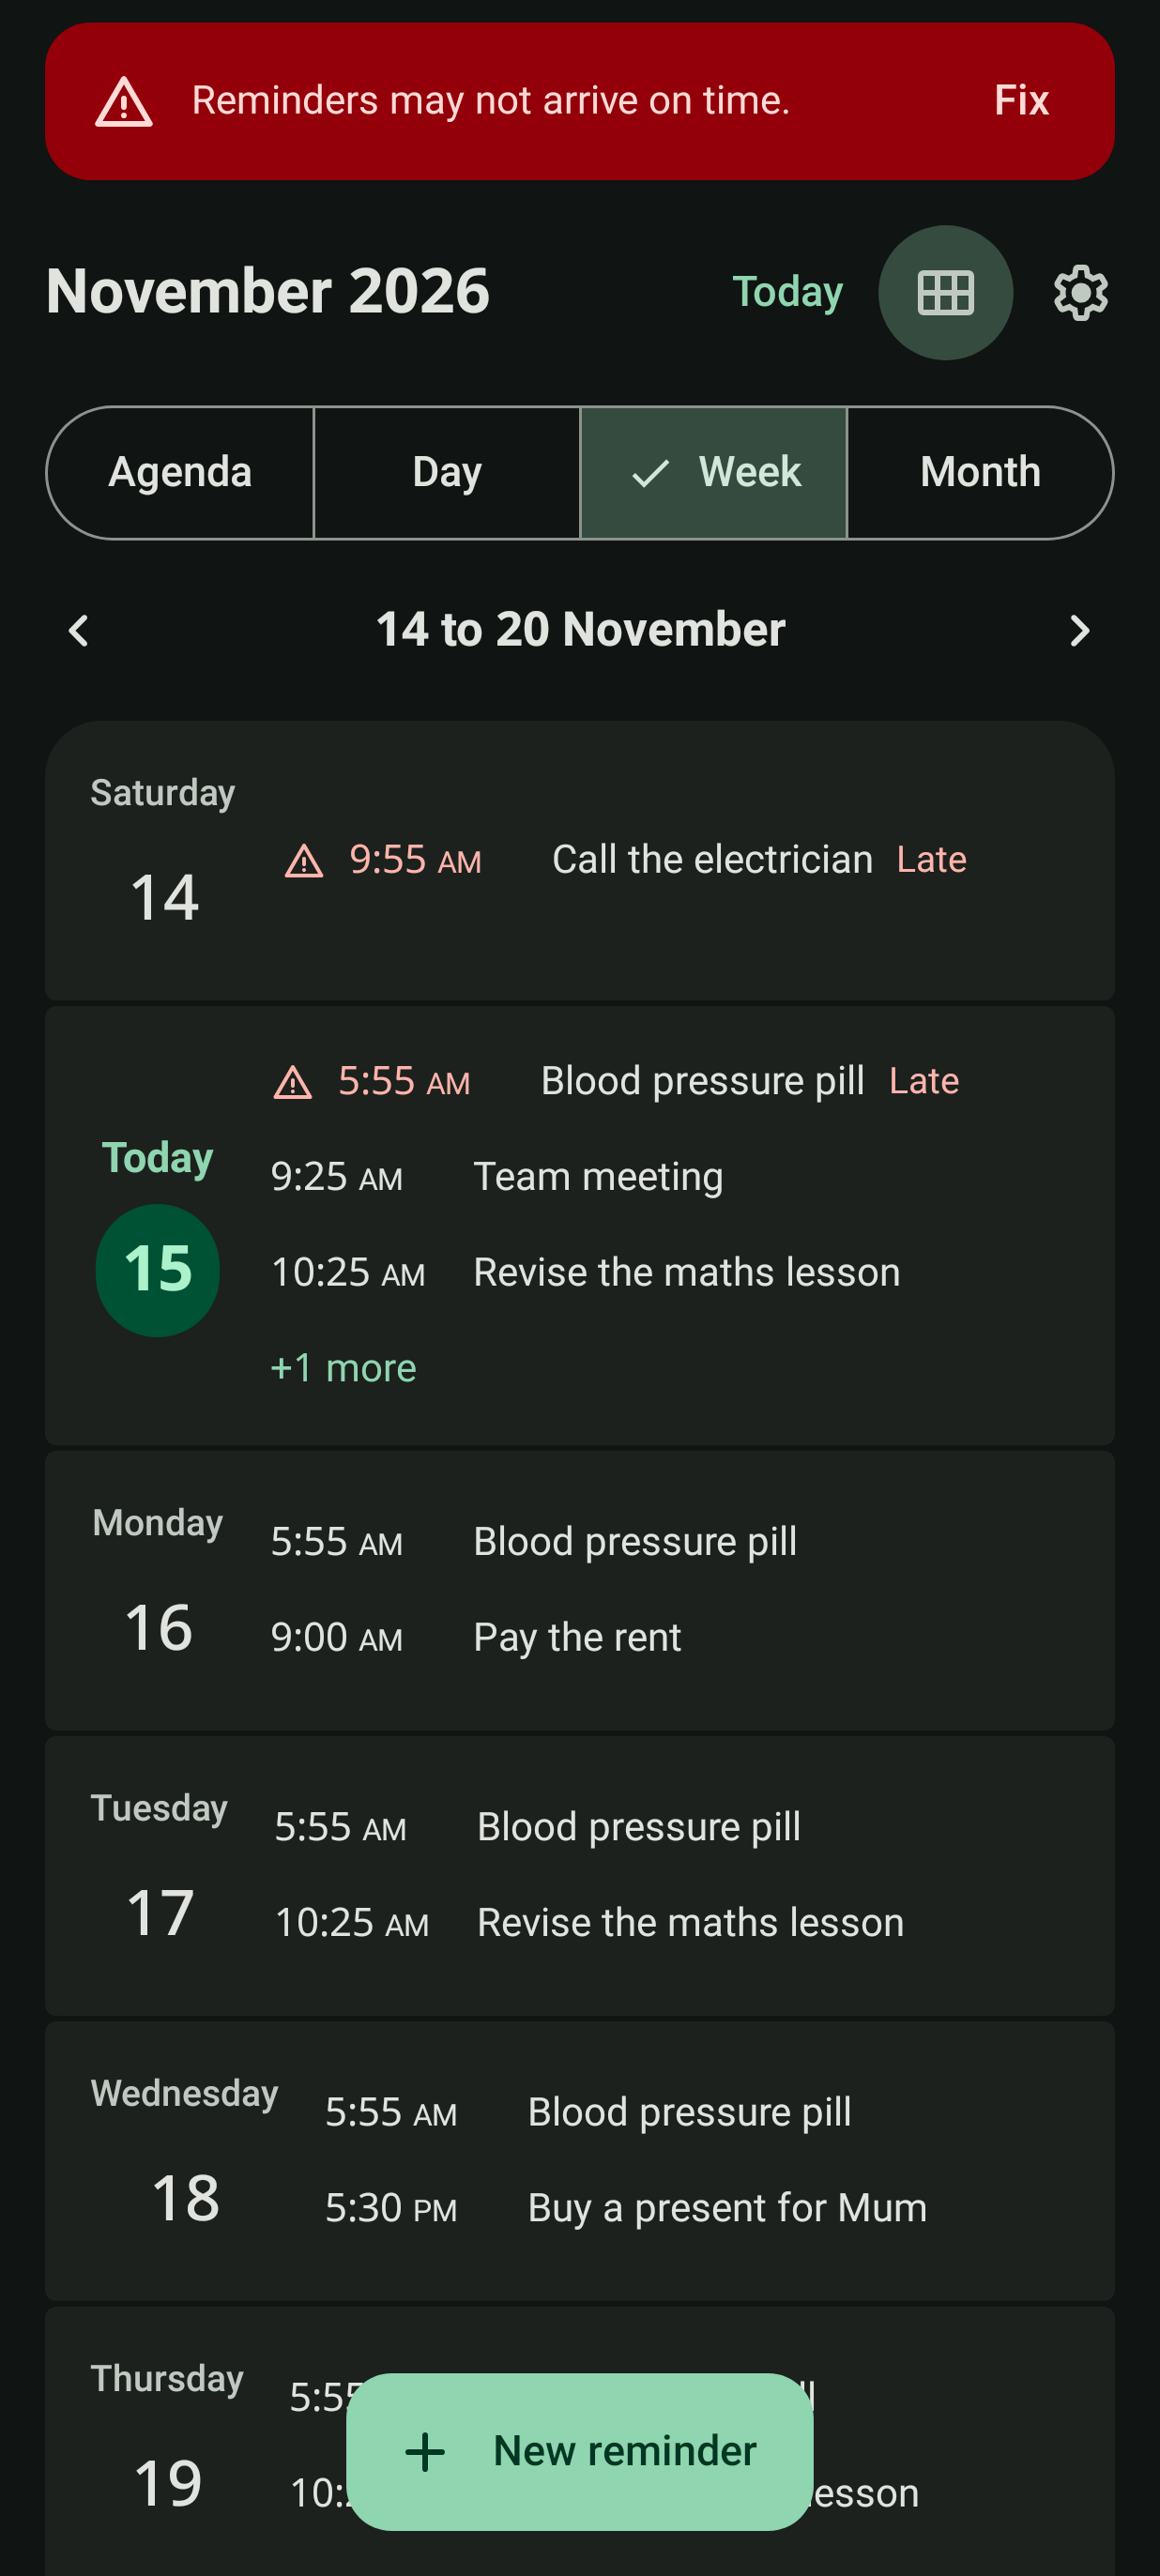 Reminders may not arrive on time. Fix
November 2026 Today
Agenda Day Week Month
14 to 20 November
Saturday
14
9:55 AM Call the electrician Late
Today
15
5:55 AM Blood pressure pill Late
9:25 AM Team meeting
10:25 AM Revise the maths lesson
+1 more
Monday
16
5:55 AM Blood pressure pill
9:00 AM Pay the rent
Tuesday
17
5:55 AM Blood pressure pill
10:25 AM Revise the maths lesson
Wednesday
18
5:55 AM Blood pressure pill
5:30 PM Buy a present for Mum
Thursday
19
5:55
lesson
New reminder